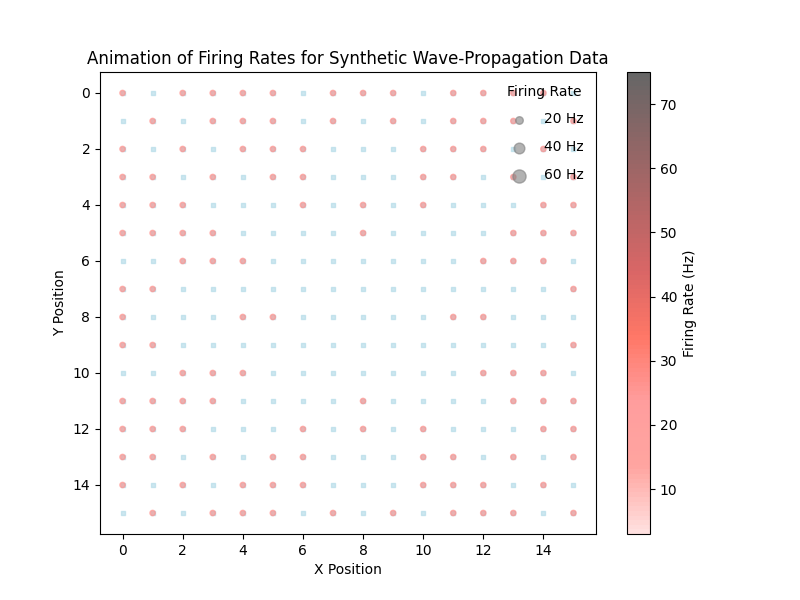 Animation of Firing Rates for Synthetic Wave-Propagation Data
Firing Rate
20 Hz
40 Hz
60 Hz
0
2
4
6
8
10
12
14
Y Position
0 2 4 6 8 10 12 14
X Position
70
60
50
40
30
20
10
Firing Rate (Hz)